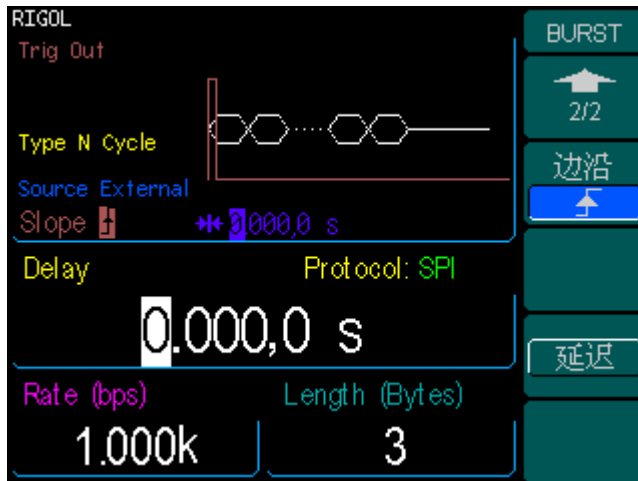 RIGOL
Trig Out
Type N Cycle
Source External
Slope 0.000,0 s
Delay Protocol: SPI
0.000,0 s
Rate (bps) Length (Bytes)
1.000k 3
BURST
2/2
边沿
延迟